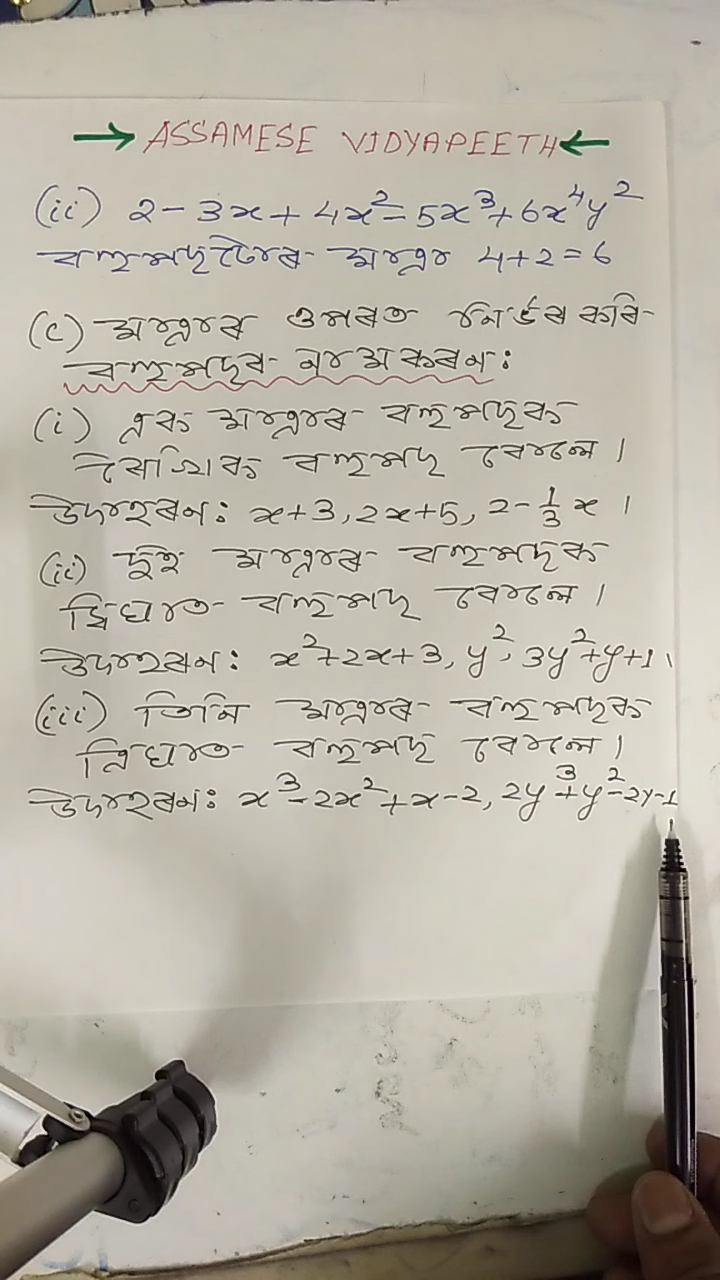 → ASSAMESE VIDYAPEETH ←
(ii) 2 - 3x + 4x² - 5x³ + 6x⁴y²
বহুপদটোৰ মাত্ৰা 4+2=6
(c) মাত্ৰাৰ ওপৰত নিৰ্ভৰ কৰি
বহুপদৰ নামাকৰণ:
(i) এক মাত্ৰাৰ বহুপদক
ৰৈখিক বহুপদ বোলে।
উদাহৰণ: x+3, 2x+5, 2-1/3 x ।
(ii) দুই মাত্ৰাৰ বহুপদক
দ্বিঘাত বহুপদ বোলে।
উদাহৰণ: x²+2x+3, y², 3y²+y+1।
(iii) তিনি মাত্ৰাৰ বহুপদক
ত্ৰিঘাত বহুপদ বোলে।
উদাহৰণ: x³-2x²+x-2, 2y³+y²-2y-1